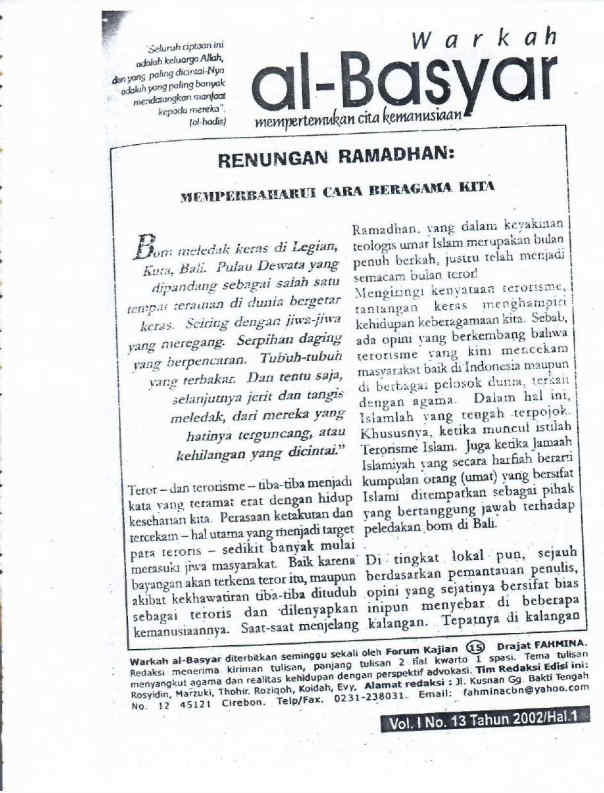 "Seluruh ciptaan ini
adalah keluarga Allah,
dan yang paling dicintai-Nya
adalah yang paling banyak
mendatangkan manfaat
kepada mereka".
(al-hadis)
Warkah
al-Basyar
mempertemukan cita kemanusiaan
RENUNGAN RAMADHAN:
MEMPERBAHARUI CARA BERAGAMA KITA
Bom meledak keras di Legian,
Kuta, Bali. Pulau Dewata yang
dipandang sebagai salah satu
tempat teraman di dunia bergetar
keras. Seiring dengan jiwa-jiwa
yang meregang. Serpihan daging
yang berpencaran. Tubuh-tubuh
yang terbakar. Dan tentu saja,
selanjutnya jerit dan tangis
meledak, dari mereka yang
hatinya terguncang, atau
kehilangan yang dicintai."
Teror – dan terorisme – tiba-tiba menjadi
kata yang teramat erat dengan hidup
keseharian kita. Perasaan ketakutan dan
tercekam – hal utama yang menjadi target
para teroris – sedikit banyak mulai
merasuki jiwa masyarakat. Baik karena
bayangan akan terkena teror itu, maupun
akibat kekhawatiran tiba-tiba dituduh
sebagai teroris dan dilenyapkan
kemanusiaannya. Saat-saat menjelang
Ramadhan, yang dalam keyakinan
teologis umat Islam merupakan bulan
penuh berkah, justru telah menjadi
semacam bulan teror!
Mengiringi kenyataan terorisme,
tantangan keras menghampiri
kehidupan keberagamaan kita. Sebab,
ada opini yang berkembang bahwa
terorisme yang kini mencekam
masyarakat baik di Indonesia maupun
di berbagai pelosok dunia, terkait
dengan agama. Dalam hal ini,
Islamlah yang tengah terpojok.
Khususnya, ketika muncul istilah
Terorisme Islam. Juga ketika Jamaah
Islamiyah yang secara harfiah berarti
kumpulan orang (umat) yang bersifat
Islami ditempatkan sebagai pihak
yang bertanggung jawab terhadap
peledakan bom di Bali.
Di tingkat lokal pun, sejauh
berdasarkan pemantauan penulis,
opini yang sejatinya bersifat bias
inipun menyebar di beberapa
kalangan. Tepatnya di kalangan
Warkah al-Basyar diterbitkan seminggu sekali oleh Forum Kajian (15) Drajat FAHMINA.
Redaksi menerima kiriman tulisan, panjang tulisan 2 hal kwarto 1 spasi. Tema tulisan
menyangkut agama dan realitas kehidupan dengan perspektif advokasi. Tim Redaksi Edisi ini:
Rosyidin, Marzuki, Thohir. Roziqoh, Koidah, Evy, Alamat redaksi : Jl. Kusnan Gg. Bakti Tengah
No. 12 45121 Cirebon. Telp/Fax. 0231-238031. Email: fahminacbn@yahoo.com
Vol. I No. 13 Tahun 2002/Hal.1